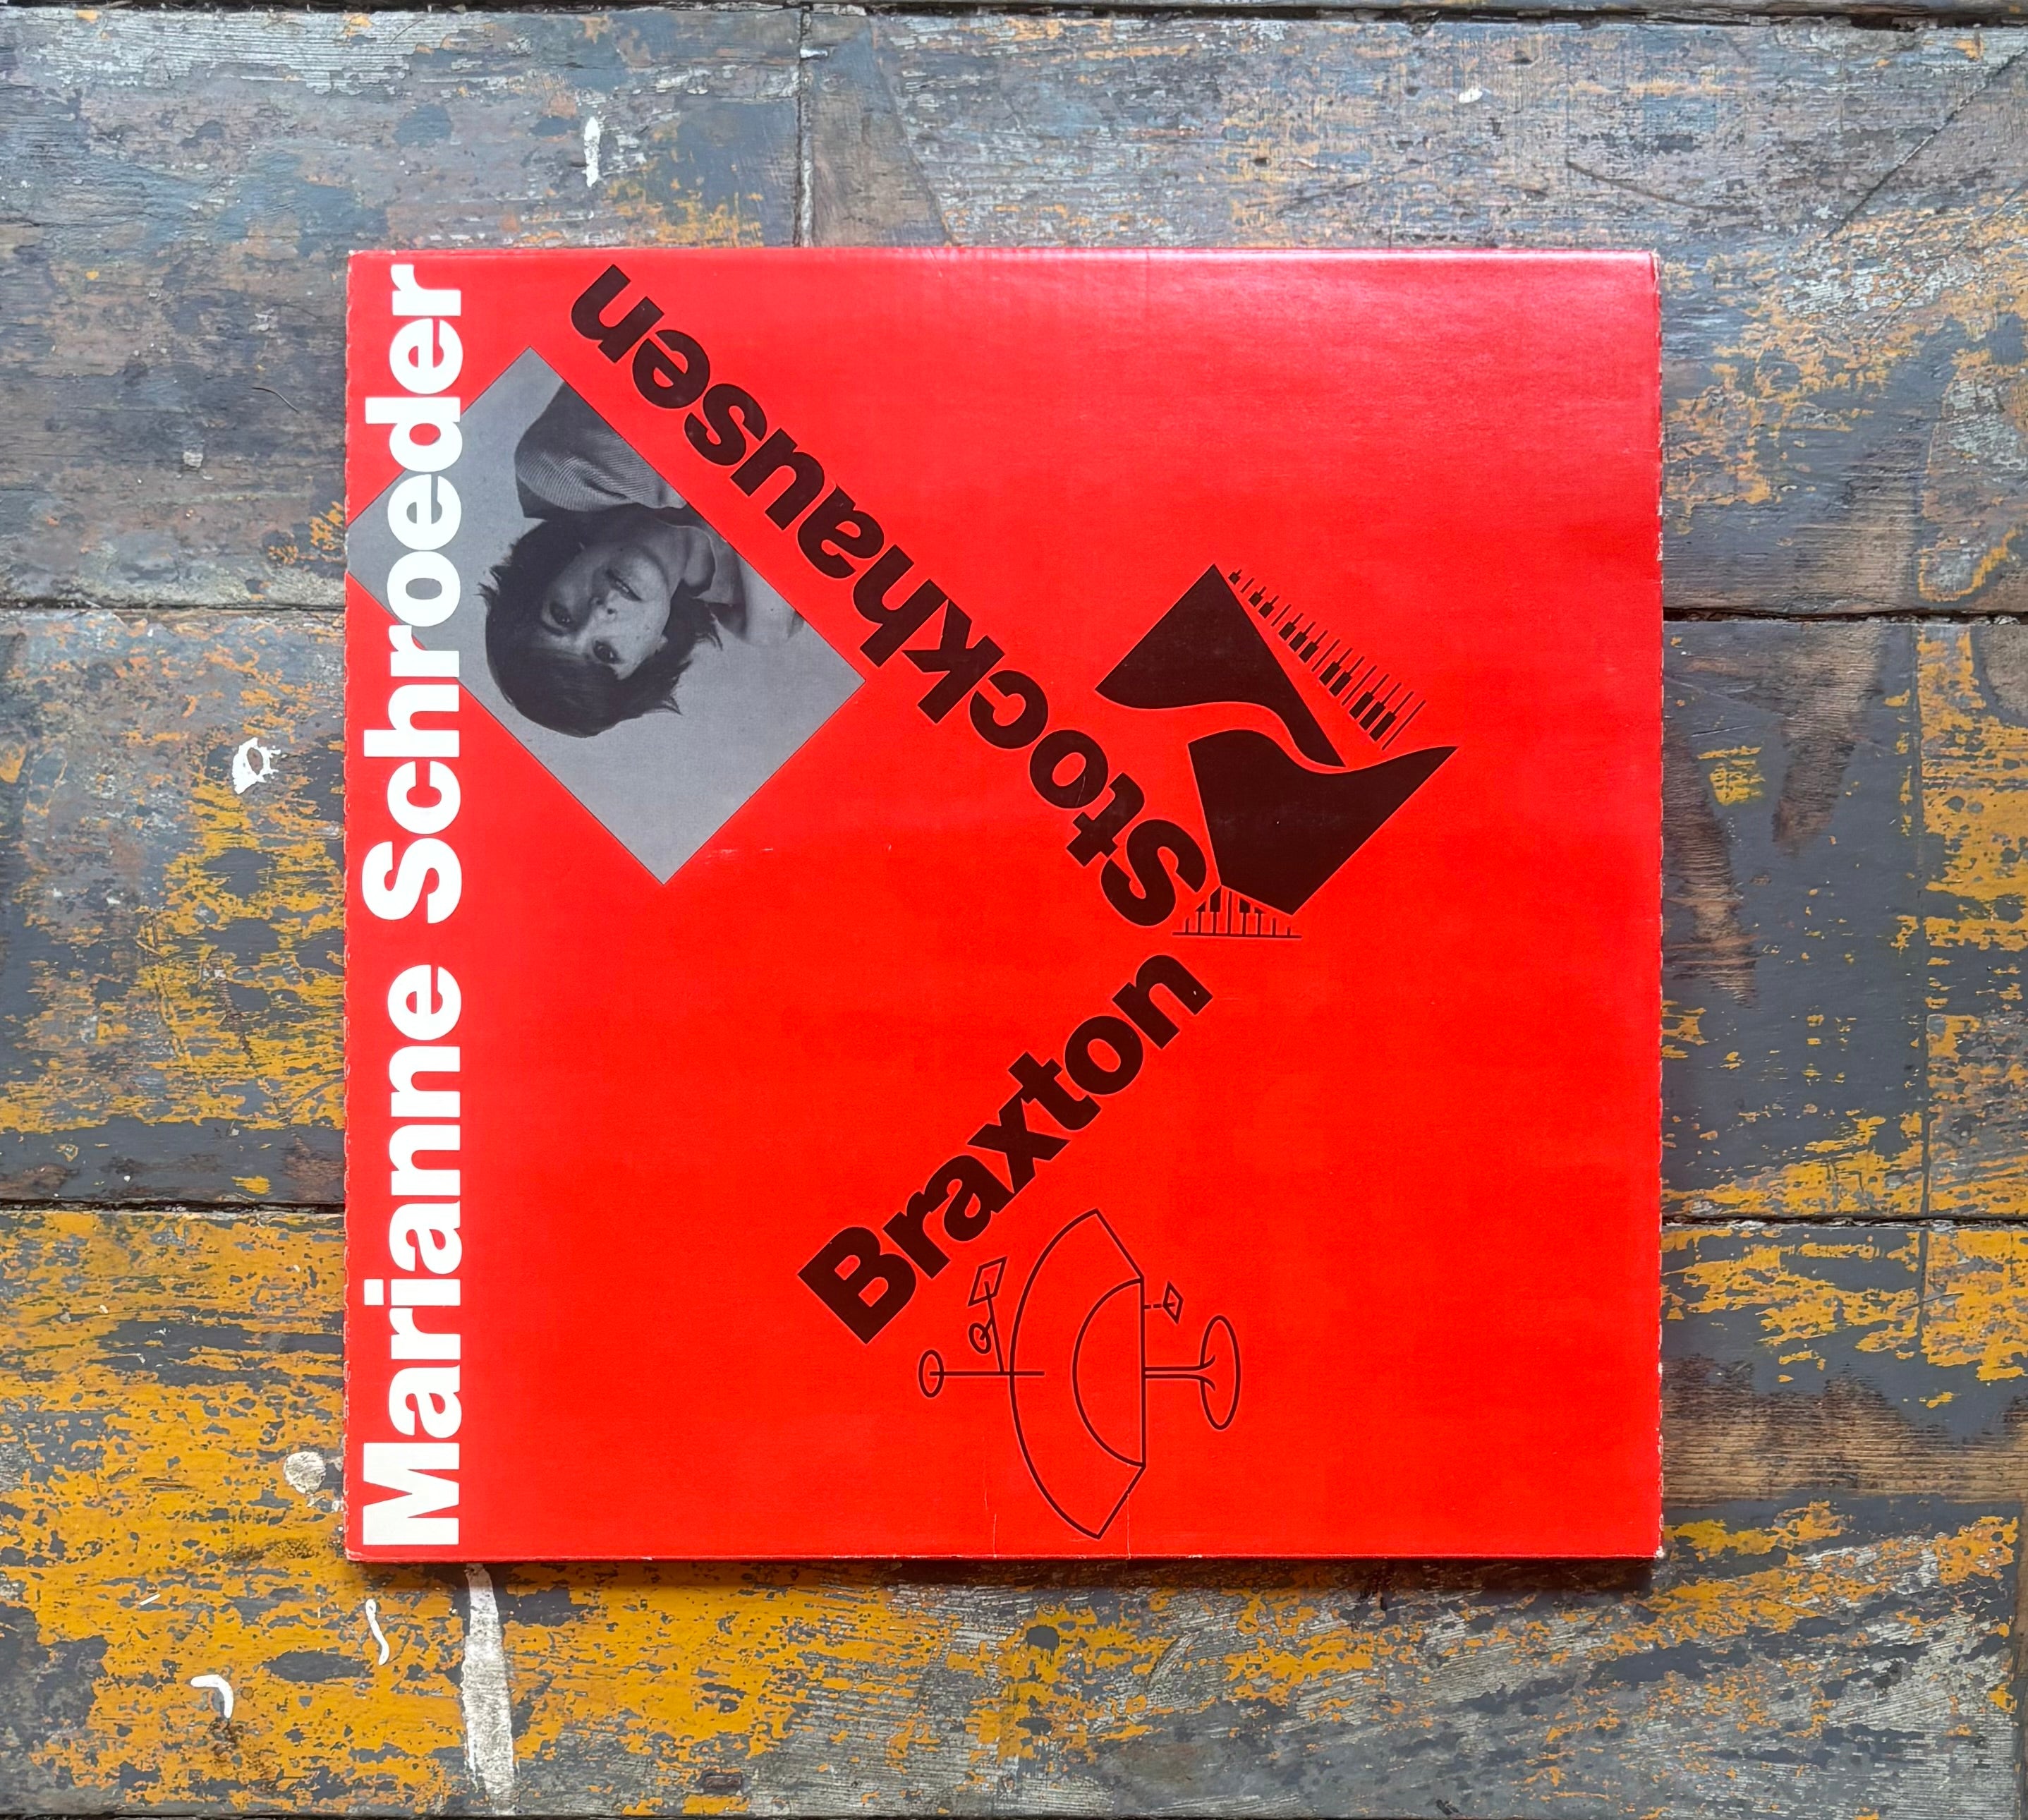 Marianne Schroeder
Stockhausen
Braxton